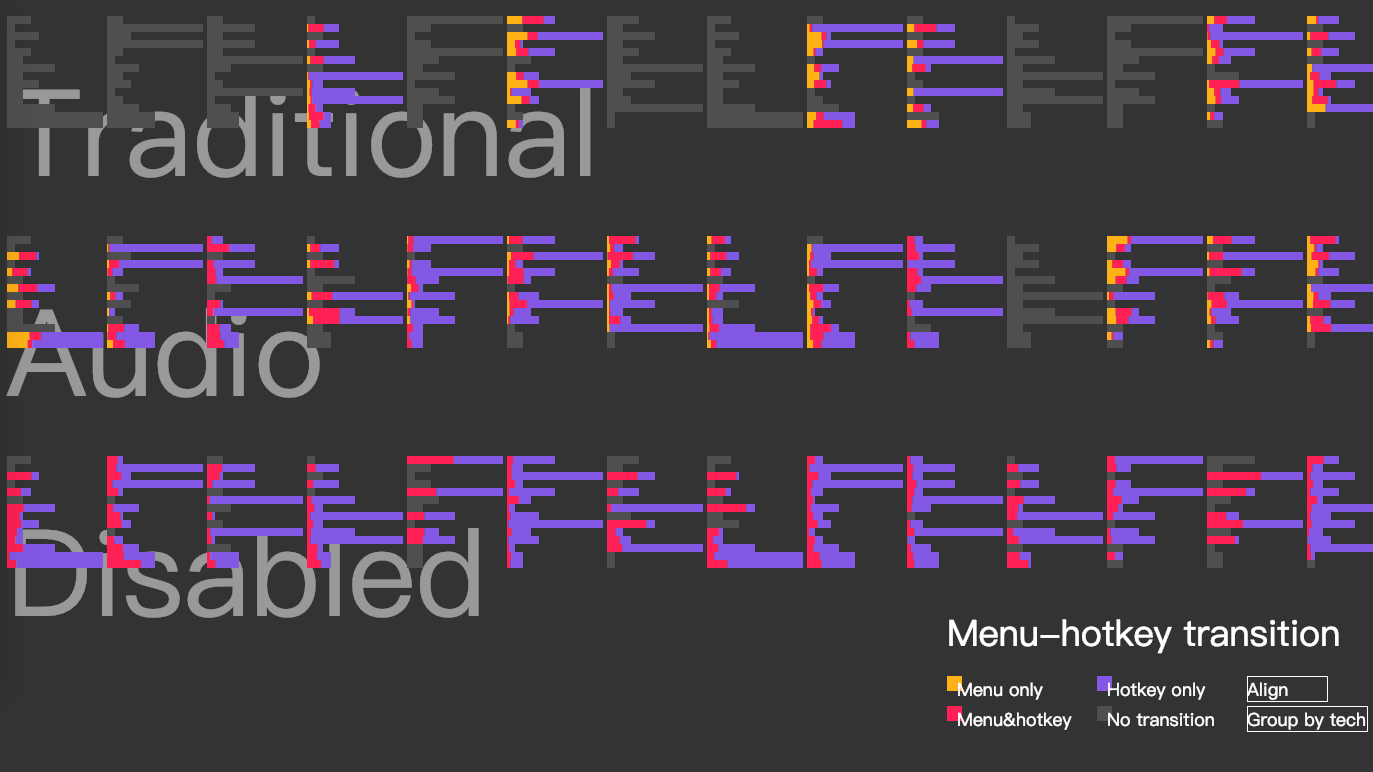 Traditional
Audio
Disabled
Menu–hotkey transition
Menu only
Hotkey only
Align
Menu&hotkey
No transition
Group by tech